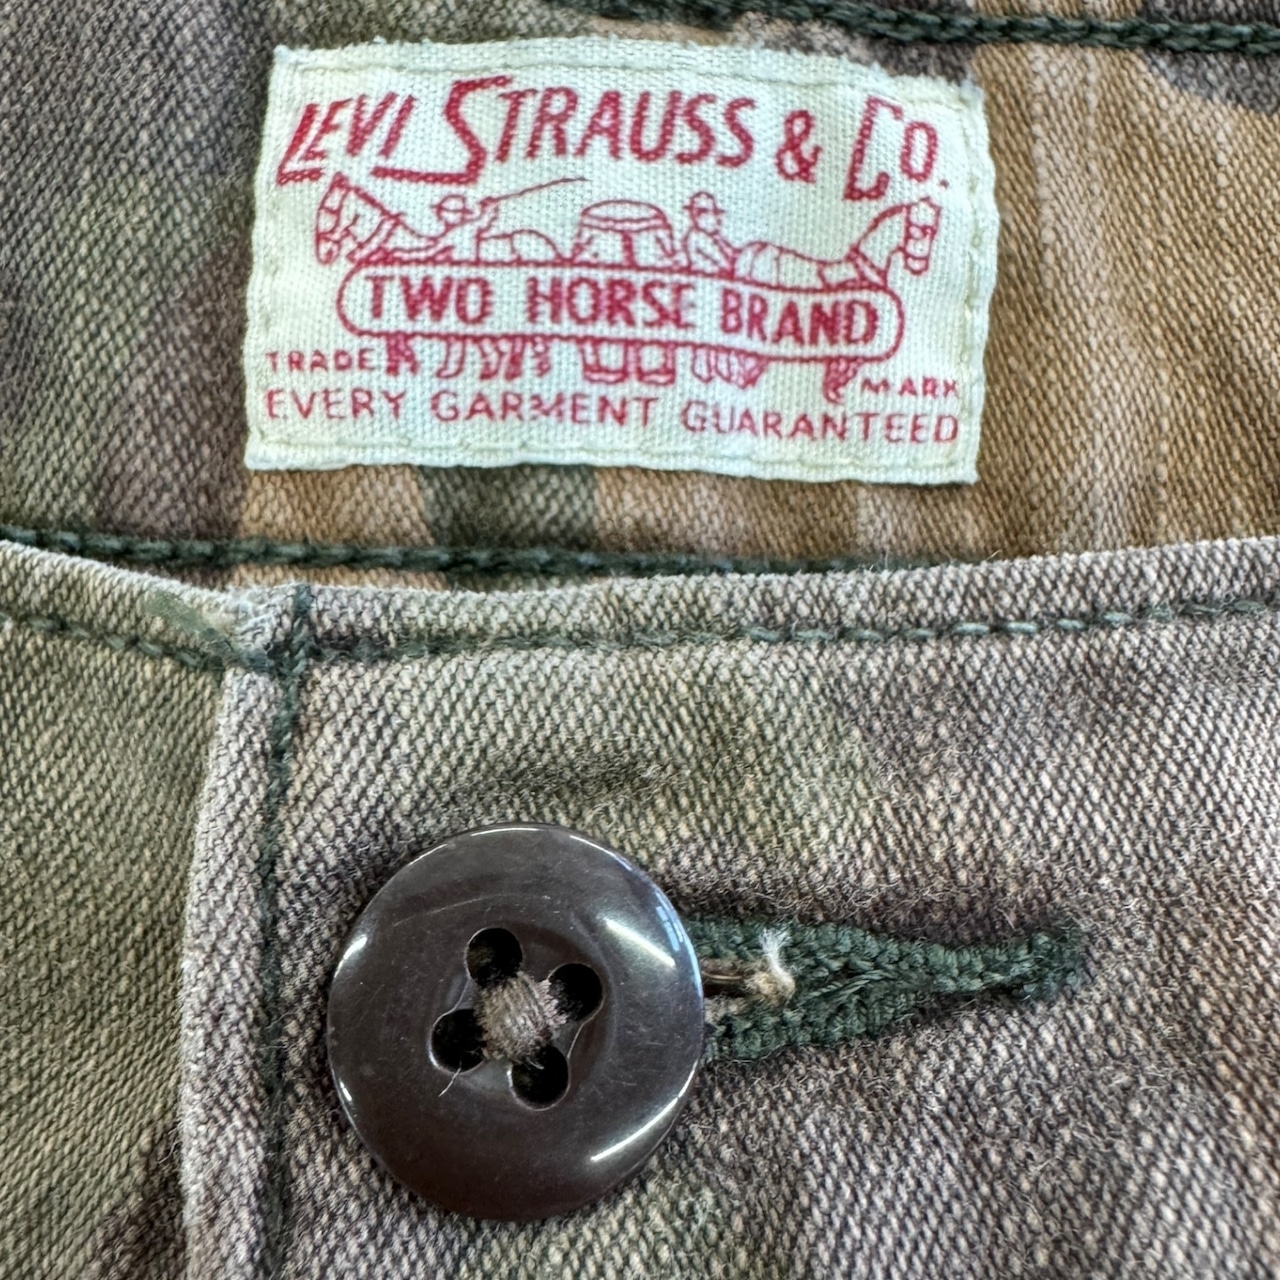 LEVI STRAUSS & CO.
TWO HORSE BRAND
TRADE MARK
EVERY GARMENT GUARANTEED